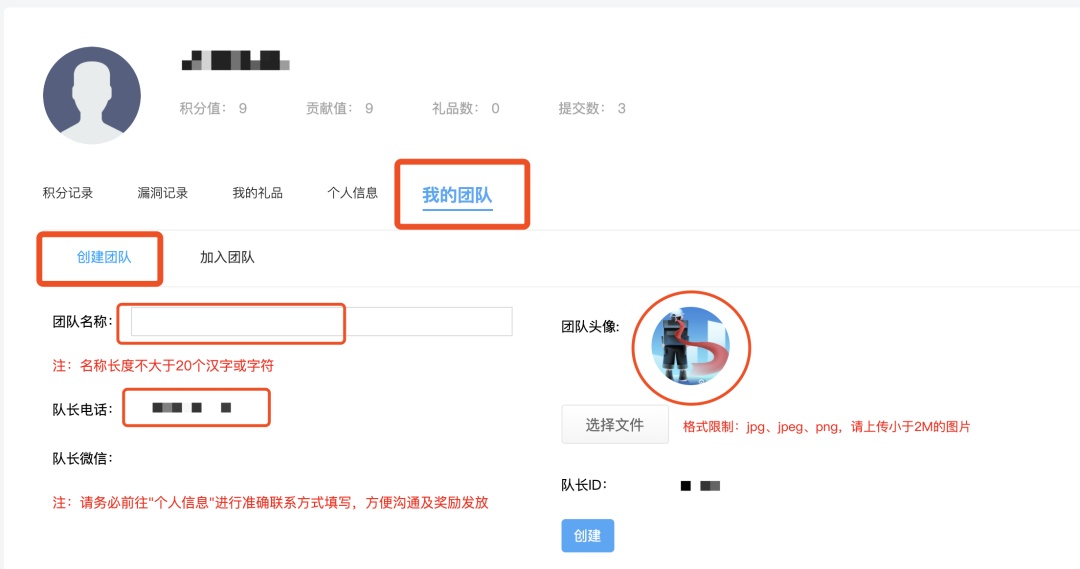 积分值： 9 贡献值： 9 礼品数： 0 提交数： 3
积分记录 漏洞记录 我的礼品 个人信息 我的团队
创建团队 加入团队
团队名称：
注：名称长度不大于20个汉字或字符
队长电话：
队长微信：
注：请务必前往"个人信息"进行准确联系方式填写，方便沟通及奖励发放
团队头像:
选择文件 格式限制：jpg、jpeg、png，请上传小于2M的图片
队长ID：
创建